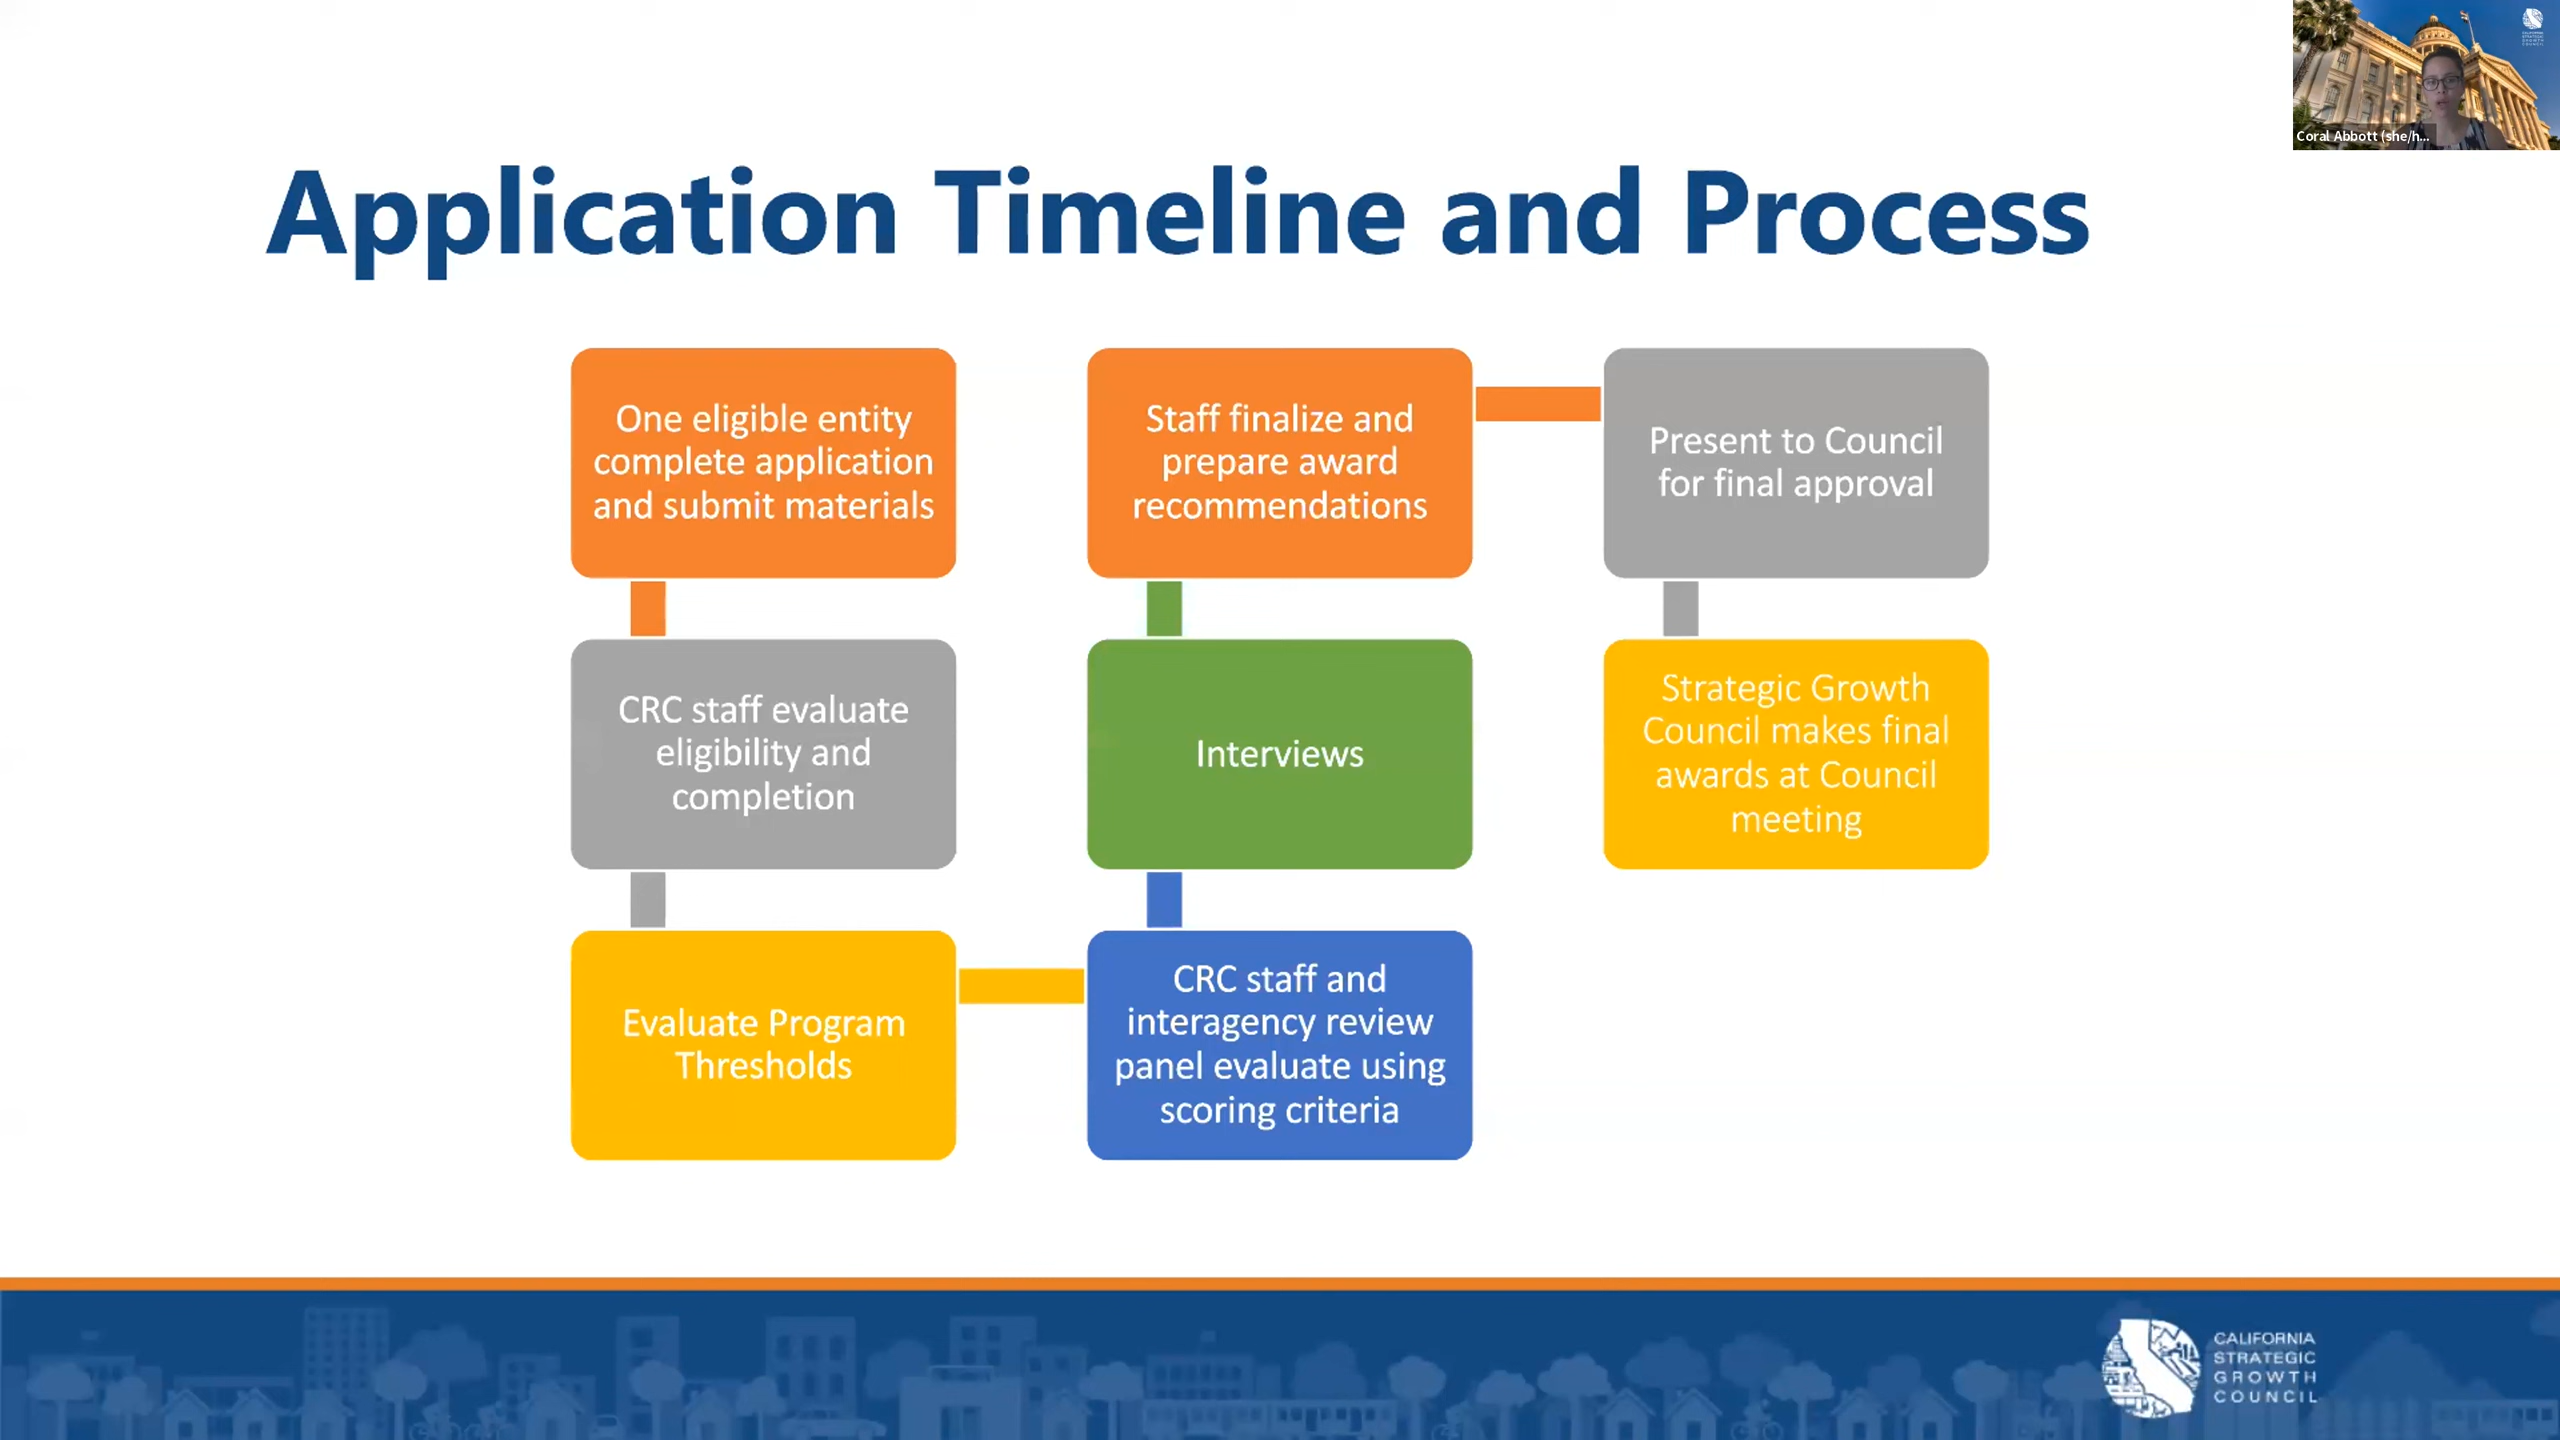 Coral Abbott (she/h...
Application Timeline and Process
One eligible entity
complete application
and submit materials
CRC staff evaluate
eligibility and
completion
Evaluate Program
Thresholds
CRC staff and
interagency review
panel evaluate using
scoring criteria
Interviews
Staff finalize and
prepare award
recommendations
Present to Council
for final approval
Strategic Growth
Council makes final
awards at Council
meeting
CALIFORNIA
STRATEGIC
GROWTH
COUNCIL